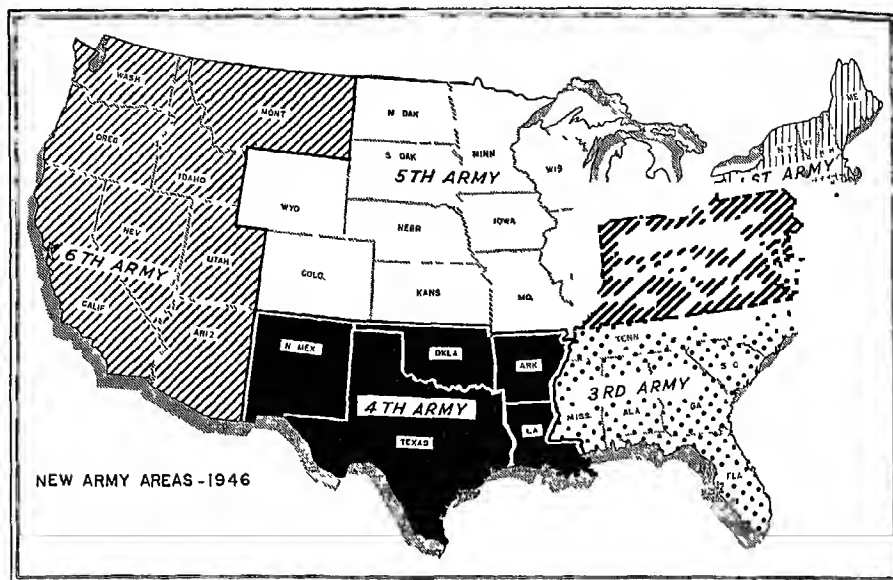 WASH
MONT
N DAK
MINN
ME
OREG
IDAHO
S DAK
WIS
N Y
5TH ARMY
1ST ARMY
WYO
NEBR
IOWA
NEV
UTAH
6TH ARMY
COLO.
KANS
MO.
CALIF
ARIZ
N MEX
OKLA
ARK
TENN
S C
4TH ARMY
3RD ARMY
MISS.
ALA
GA
LA
TEXAS
FLA
NEW ARMY AREAS - 1946